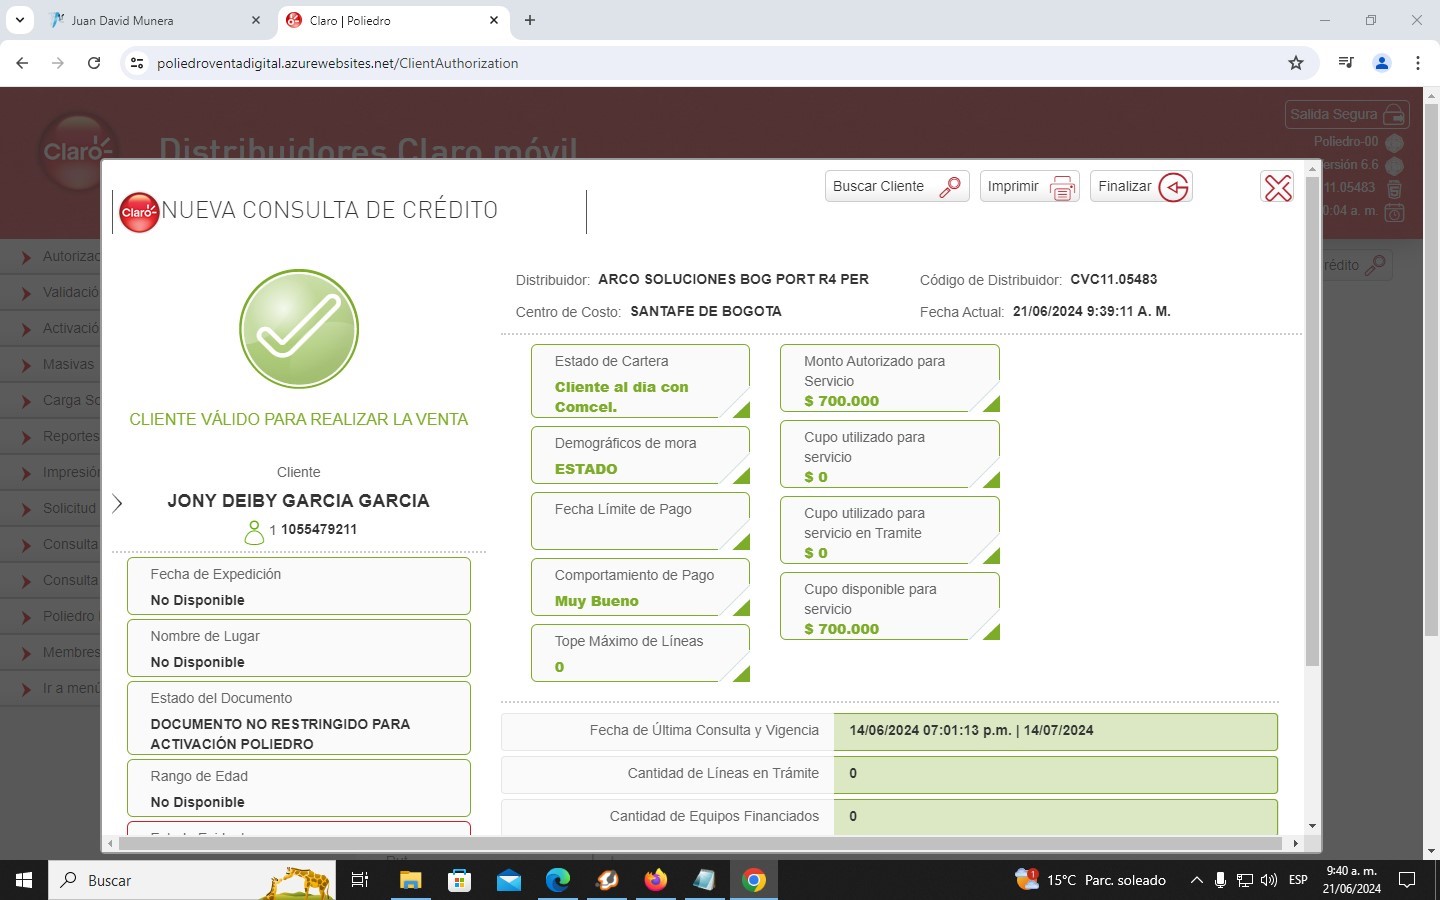 Juan David Munera
Claro | Poliedro
poliedroventadigital.azurewebsites.net/ClientAuthorization
Salida Segura
Claro
Distribuidores Claro móvil
Poliedro-00
ersión 6.6
11.05483
0:04 a. m.
Buscar Cliente
Imprimir
Finalizar
Claro
NUEVA CONSULTA DE CRÉDITO
Autorizac
Validació
Activació
Masivas
Carga So
Reportes
Impresión
Solicitud
Consulta
Consulta
Poliedro
Membres
Ir a menú
rédito
Distribuidor: ARCO SOLUCIONES BOG PORT R4 PER
Código de Distribuidor: CVC11.05483
Centro de Costo: SANTAFE DE BOGOTA
Fecha Actual: 21/06/2024 9:39:11 A. M.
CLIENTE VÁLIDO PARA REALIZAR LA VENTA
Cliente
JONY DEIBY GARCIA GARCIA
1 1055479211
Fecha de Expedición
No Disponible
Nombre de Lugar
No Disponible
Estado del Documento
DOCUMENTO NO RESTRINGIDO PARA
ACTIVACIÓN POLIEDRO
Rango de Edad
No Disponible
Estado de Cartera
Cliente al dia con
Comcel.
Demográficos de mora
ESTADO
Fecha Límite de Pago
Comportamiento de Pago
Muy Bueno
Tope Máximo de Líneas
0
Monto Autorizado para
Servicio
$ 700.000
Cupo utilizado para
servicio
$ 0
Cupo utilizado para
servicio en Tramite
$ 0
Cupo disponible para
servicio
$ 700.000
Fecha de Última Consulta y Vigencia 14/06/2024 07:01:13 p.m. | 14/07/2024
Cantidad de Líneas en Trámite 0
Cantidad de Equipos Financiados 0
Buscar
1
15°C Parc. soleado
ESP
9:40 a. m.
21/06/2024